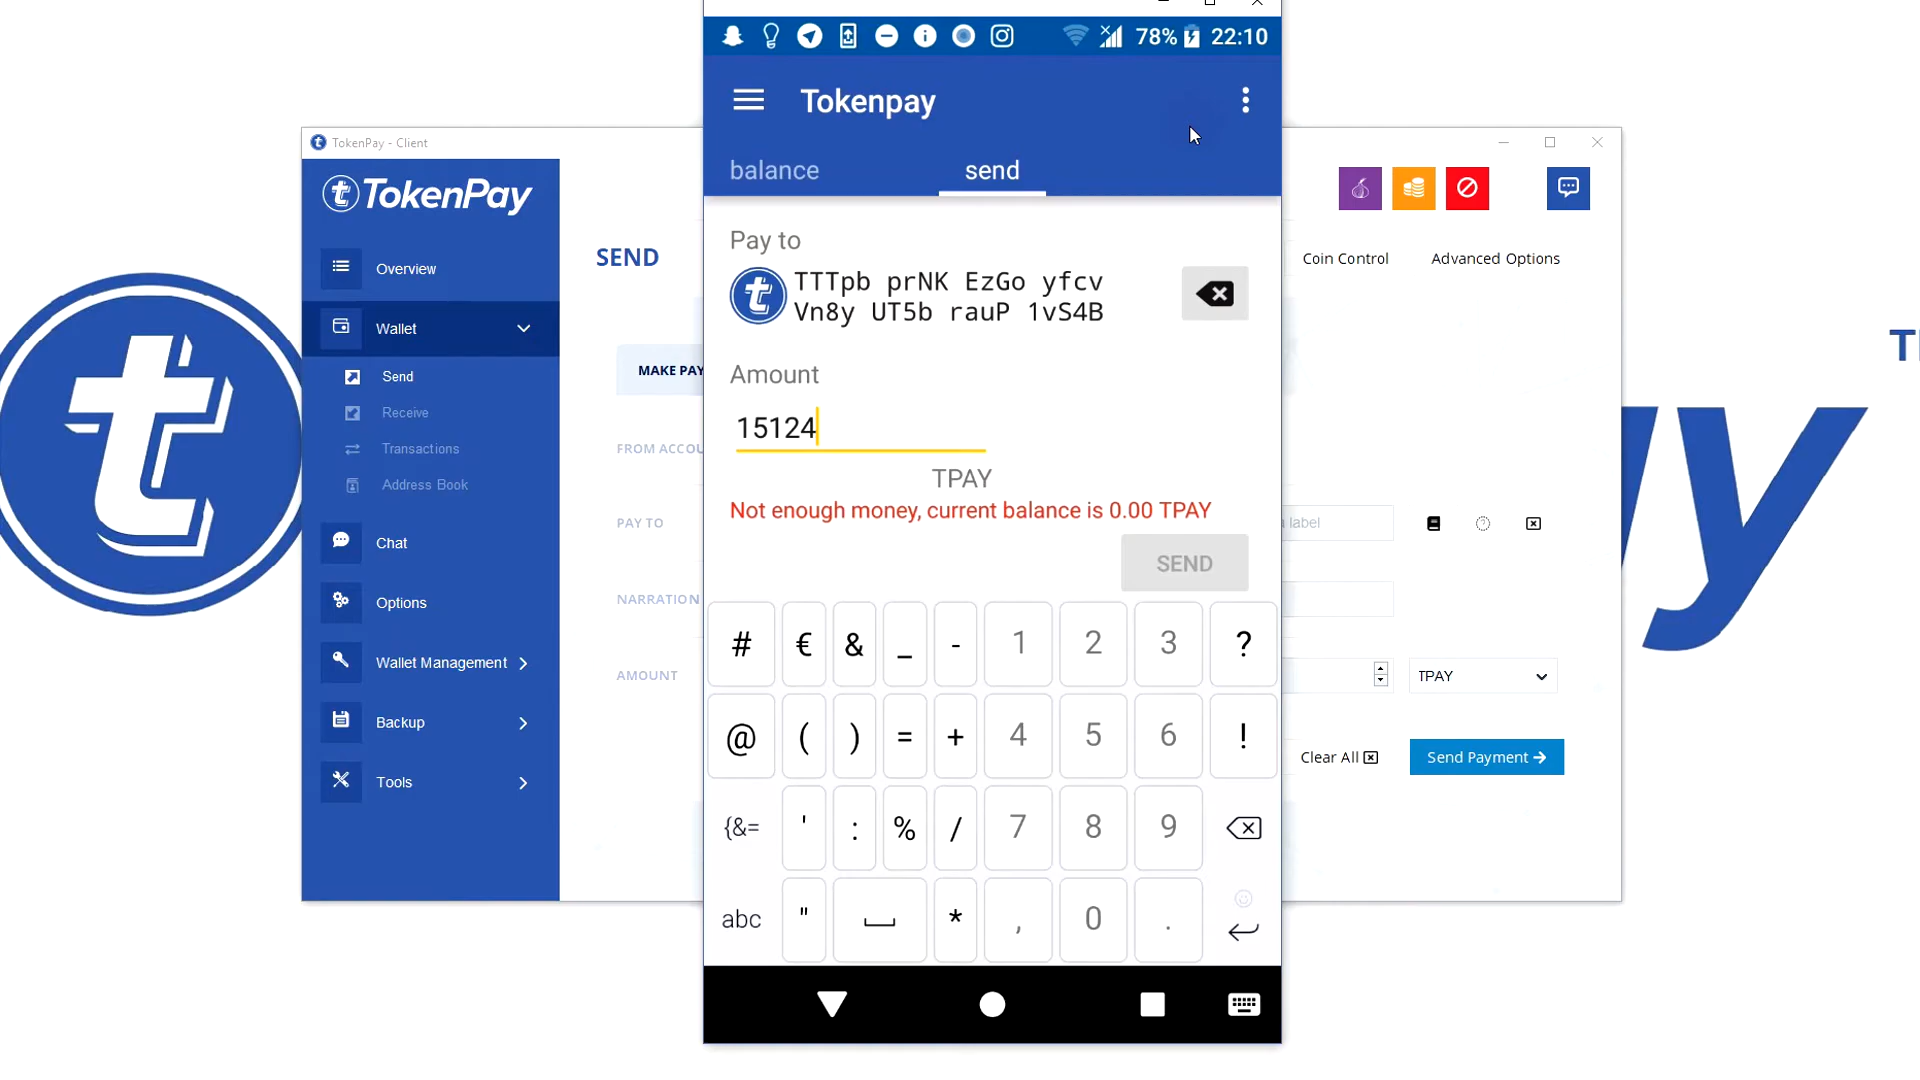 78% 22:10
Tokenpay
balance send
Pay to
TTTpb prNK EzGo yfcv
Vn8y UT5b rauP 1vS4B
Amount
15124
TPAY
Not enough money, current balance is 0.00 TPAY
SEND
# € & _ - 1 2 3 ?
@ ( ) = + 4 5 6 !
{&= ' : % / 7 8 9
abc " * , 0 .
TokenPay - Client
TokenPay
Overview
Wallet
Send
Receive
Transactions
Address Book
Chat
Options
Wallet Management
Backup
Tools
SEND
Coin Control Advanced Options
MAKE PAY
FROM ACCOU
PAY TO
label
NARRATION
AMOUNT
TPAY
Clear All
Send Payment
T
y